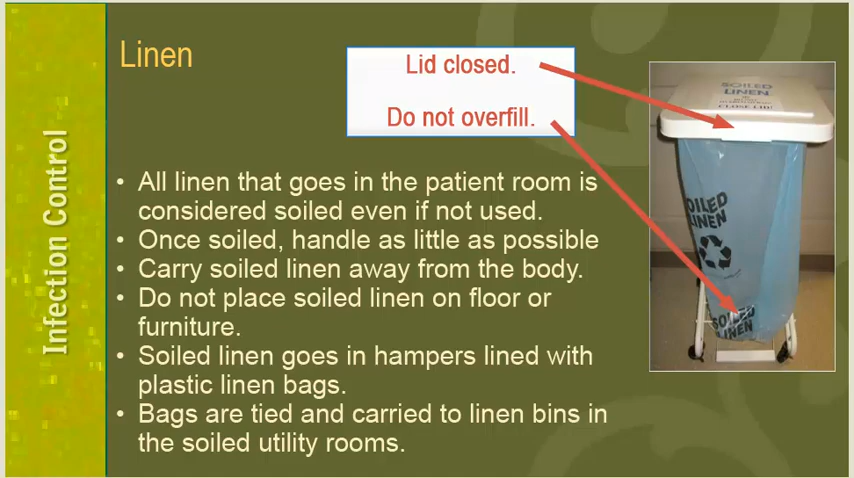 Linen
Lid closed.
Do not overfill.
Infection Control
• All linen that goes in the patient room is
considered soiled even if not used.
• Once soiled, handle as little as possible
• Carry soiled linen away from the body.
• Do not place soiled linen on floor or
furniture.
• Soiled linen goes in hampers lined with
plastic linen bags.
• Bags are tied and carried to linen bins in
the soiled utility rooms.
SOILED
LINEN
CLOSE LID
SOILED
LINEN
SOILED
LINEN